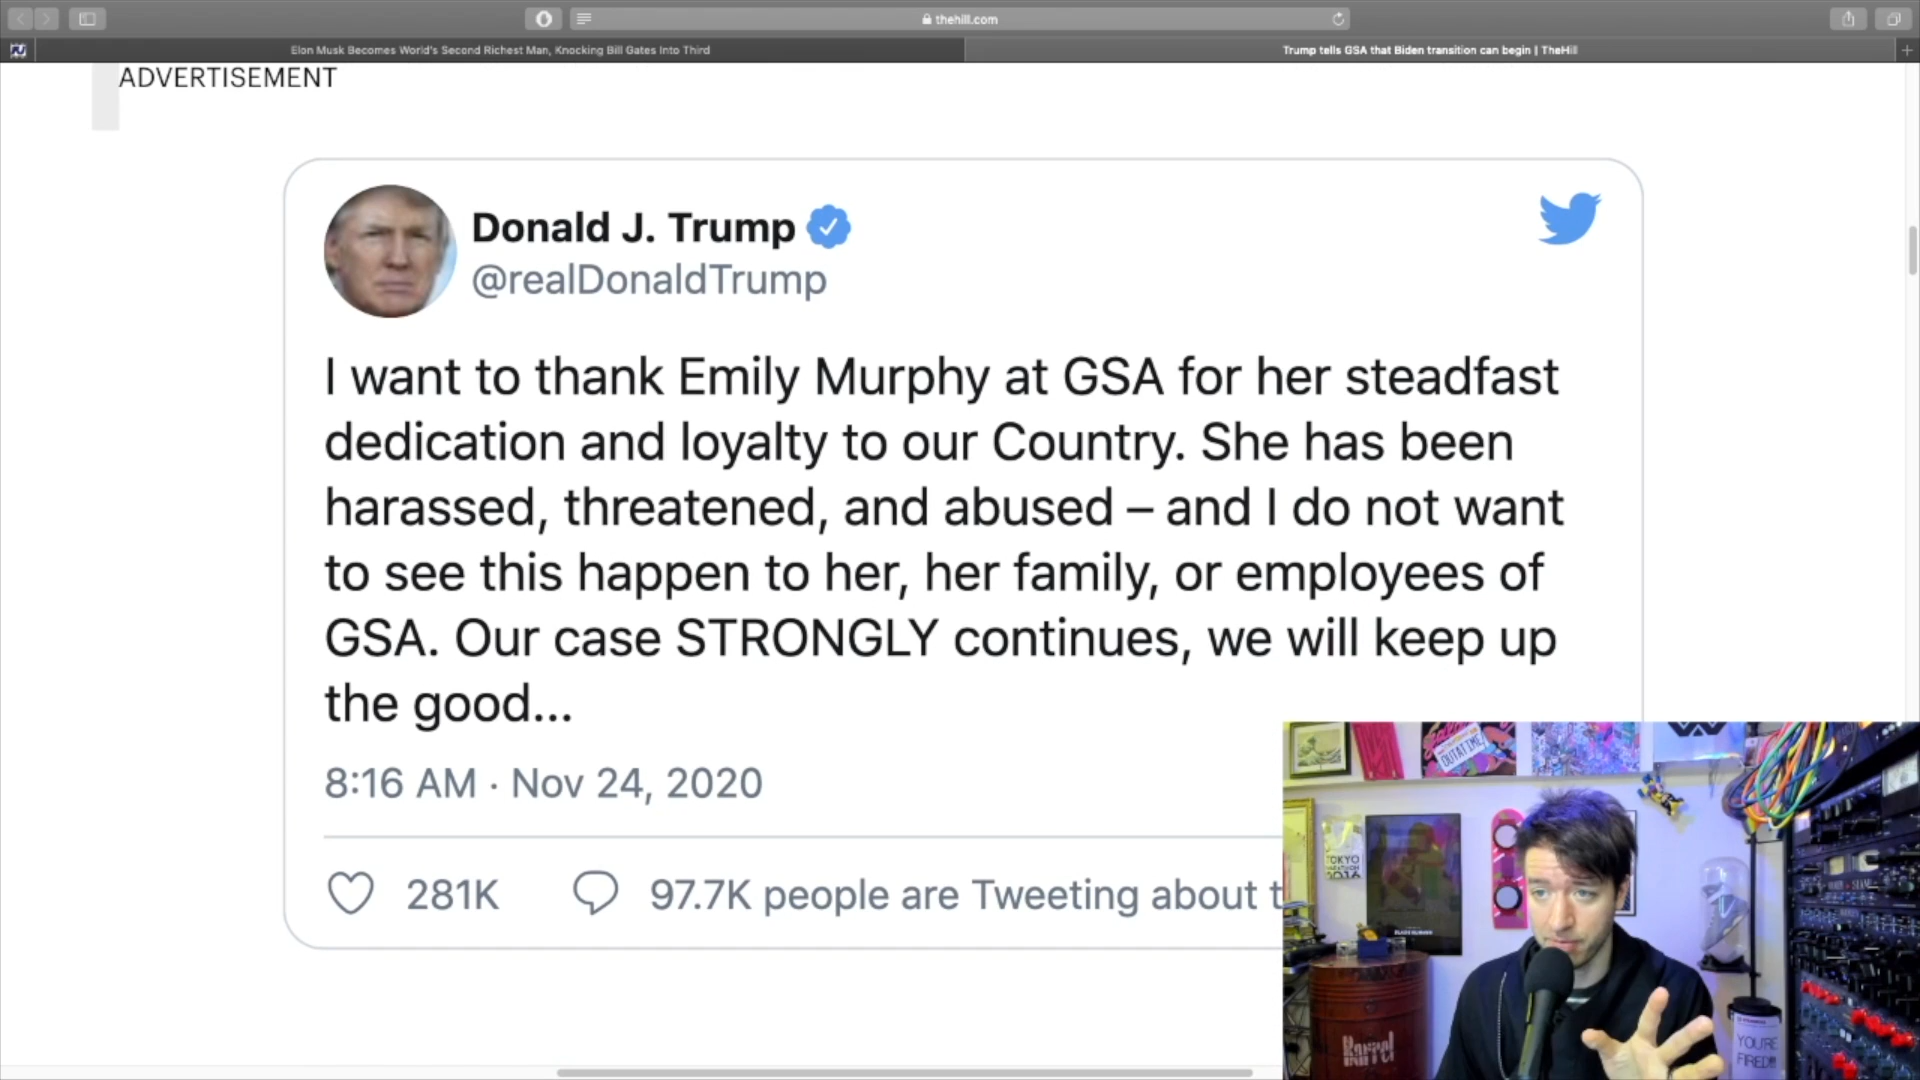 thehill.com
Elon Musk Becomes World's Second Richest Man, Knocking Bill Gates Into Third
Trump tells GSA that Biden transition can begin | TheHill
ADVERTISEMENT
Donald J. Trump
@realDonaldTrump
I want to thank Emily Murphy at GSA for her steadfast
dedication and loyalty to our Country. She has been
harassed, threatened, and abused – and I do not want
to see this happen to her, her family, or employees of
GSA. Our case STRONGLY continues, we will keep up
the good...
8:16 AM · Nov 24, 2020
281K
97.7K people are Tweeting about t
OUTATIME
TOKYO
MARATHON
2016
Barrel
YOU'RE
FIRED!!